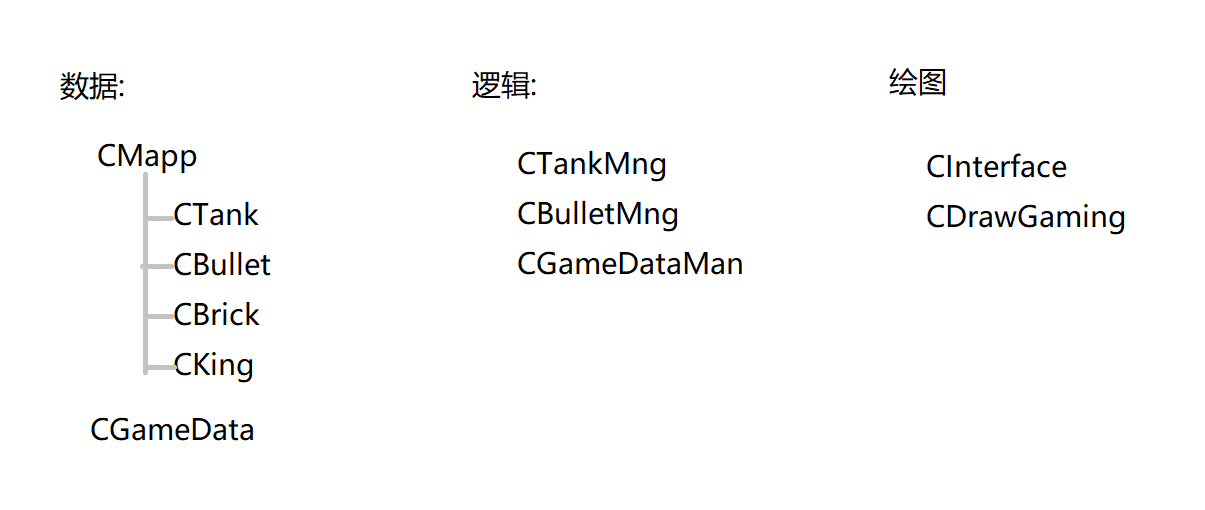 数据:
CMapp
CTank
CBullet
CBrick
CKing
CGameData
逻辑:
CTankMng
CBulletMng
CGameDataMan
绘图
CInterface
CDrawGaming